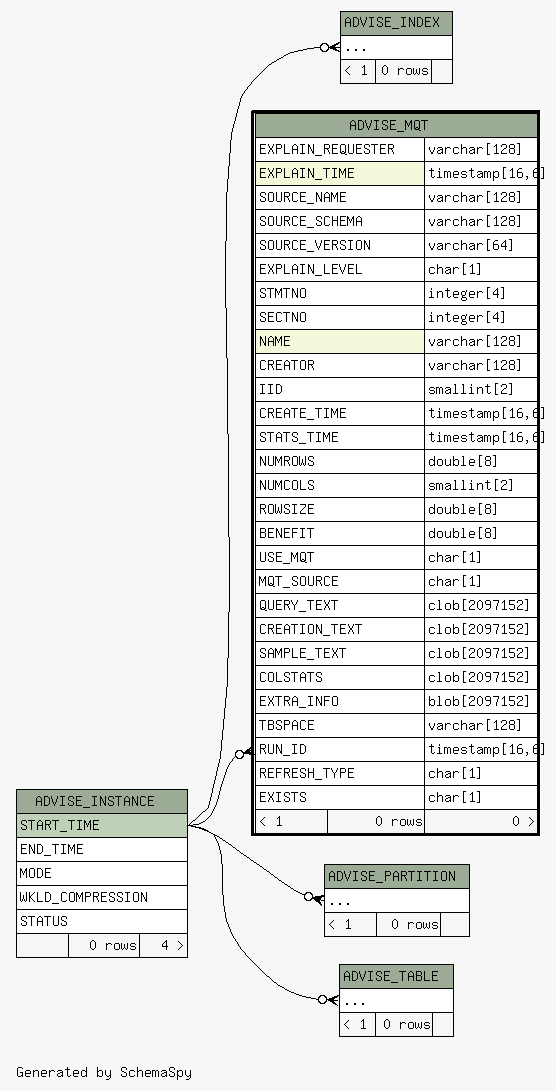 ADVISE_INDEX
...
< 1 0 rows
ADVISE_MQT
EXPLAIN_REQUESTER varchar[128]
EXPLAIN_TIME timestamp[16,6]
SOURCE_NAME varchar[128]
SOURCE_SCHEMA varchar[128]
SOURCE_VERSION varchar[64]
EXPLAIN_LEVEL char[1]
STMTNO integer[4]
SECTNO integer[4]
NAME varchar[128]
CREATOR varchar[128]
IID smallint[2]
CREATE_TIME timestamp[16,6]
STATS_TIME timestamp[16,6]
NUMROWS double[8]
NUMCOLS smallint[2]
ROWSIZE double[8]
BENEFIT double[8]
USE_MQT char[1]
MQT_SOURCE char[1]
QUERY_TEXT clob[2097152]
CREATION_TEXT clob[2097152]
SAMPLE_TEXT clob[2097152]
COLSTATS clob[2097152]
EXTRA_INFO blob[2097152]
TBSPACE varchar[128]
RUN_ID timestamp[16,6]
REFRESH_TYPE char[1]
EXISTS char[1]
< 1 0 rows 0 >
ADVISE_INSTANCE
START_TIME
END_TIME
MODE
WKLD_COMPRESSION
STATUS
0 rows 4 >
ADVISE_PARTITION
...
< 1 0 rows
ADVISE_TABLE
...
< 1 0 rows
Generated by SchemaSpy